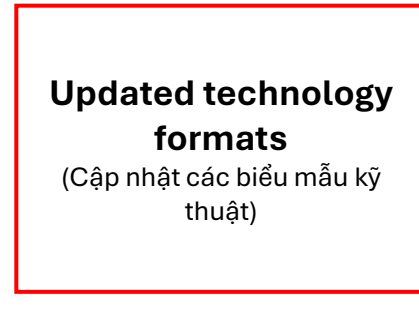 Updated technology
formats
(Cập nhật các biểu mẫu kỹ
thuật)